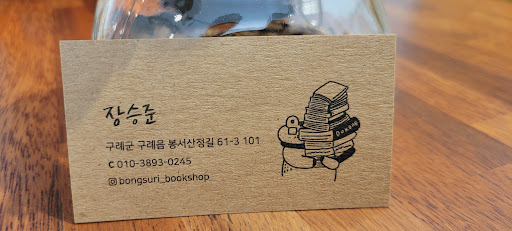 장승준
구례군 구례읍 봉서산정길 61-3 101
010-3893-0245
bongsuri_bookshop